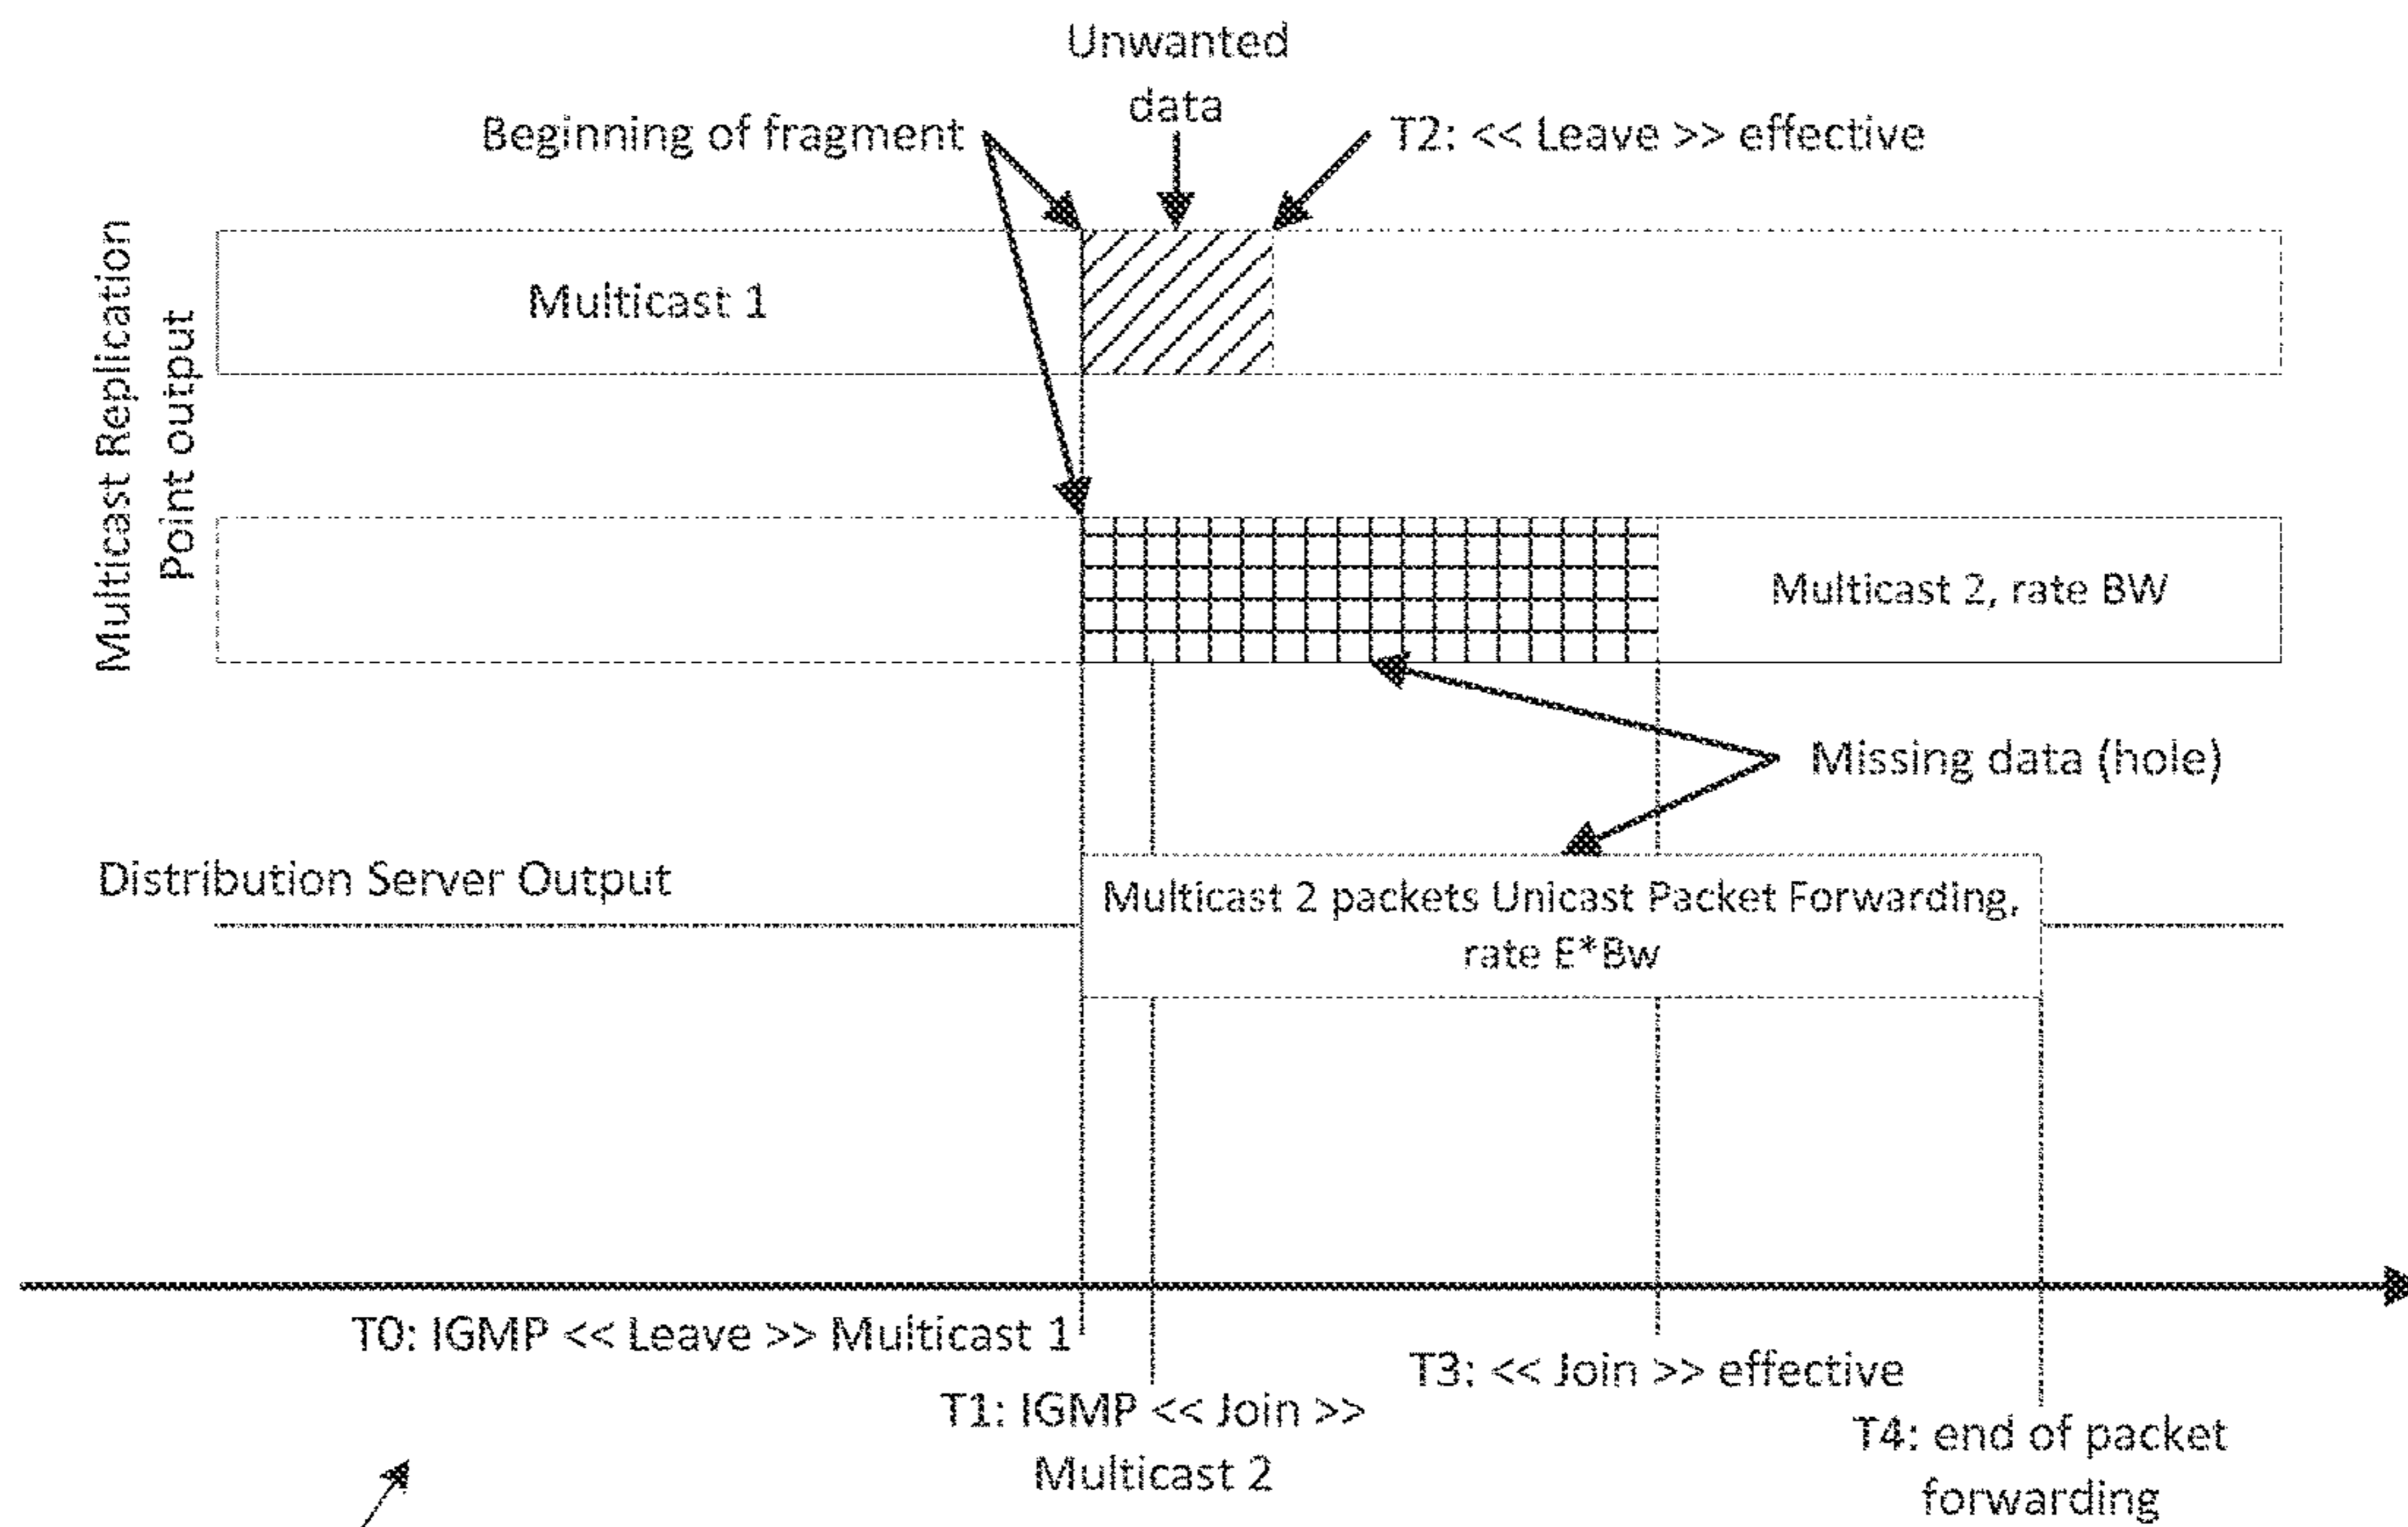 Unwanted
data
Beginning of fragment
T2: << Leave >> effective
Multicast Replication
Point output
Multicast 1
Multicast 2, rate BW
Missing data (hole)
Distribution Server Output
Multicast 2 packets Unicast Packet Forwarding,
rate E*Bw
T0: IGMP << Leave >> Multicast 1
T1: IGMP << Join >>
Multicast 2
T3: << Join >> effective
T4: end of packet
forwarding